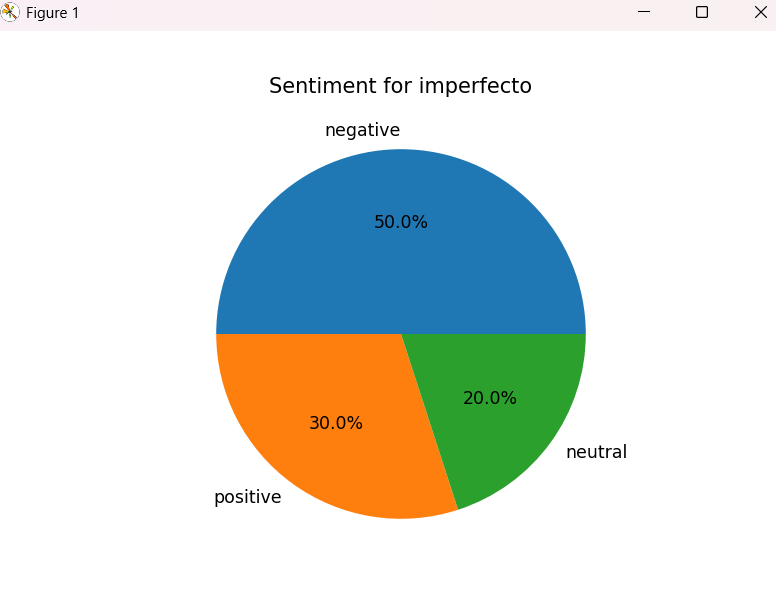 Figure 1
Sentiment for imperfecto
negative
50.0%
30.0%
20.0%
neutral
positive